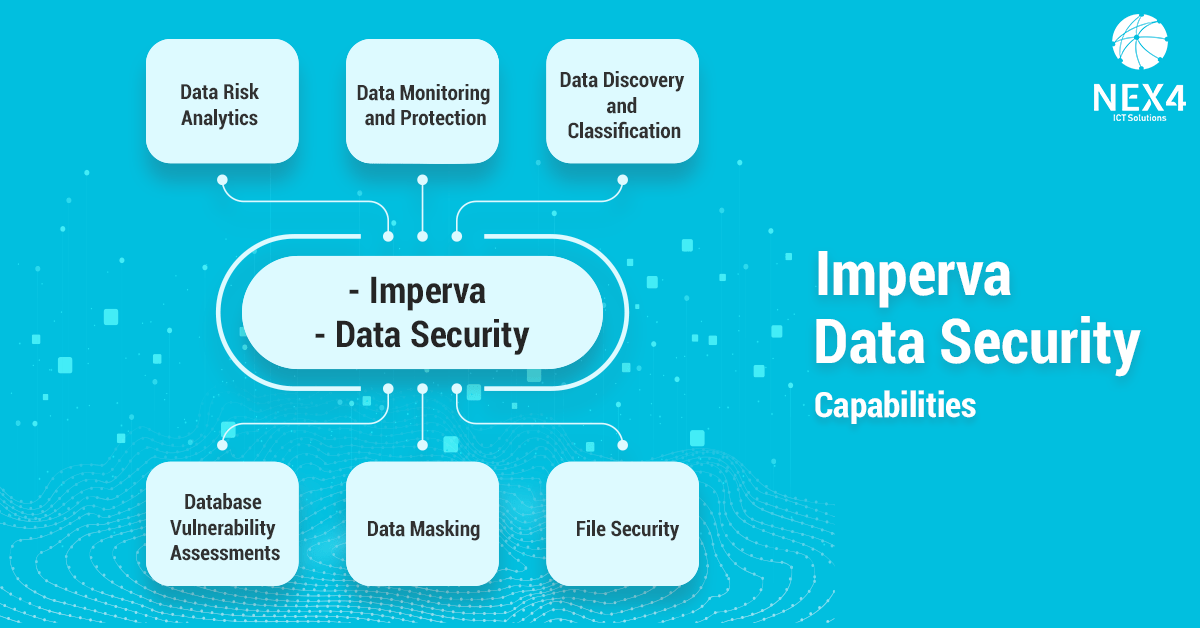 Data Risk
Analytics
Data Monitoring
and Protection
Data Discovery
and
Classification
- Imperva
- Data Security
Database
Vulnerability
Assessments
Data Masking
File Security
Imperva
Data Security
Capabilities
NEX4
ICT Solutions